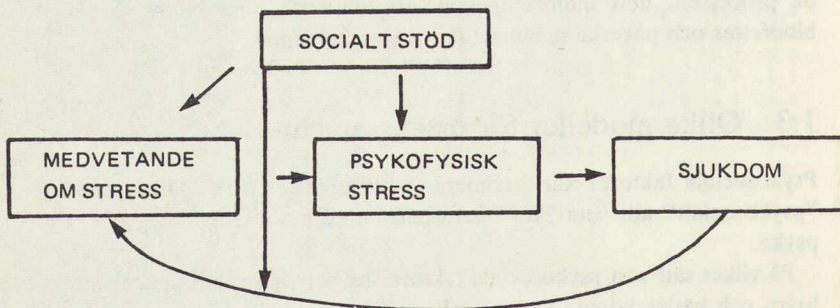 SOCIALT STÖD
MEDVETANDE
OM STRESS
PSYKOFYSISK
STRESS
SJUKDOM